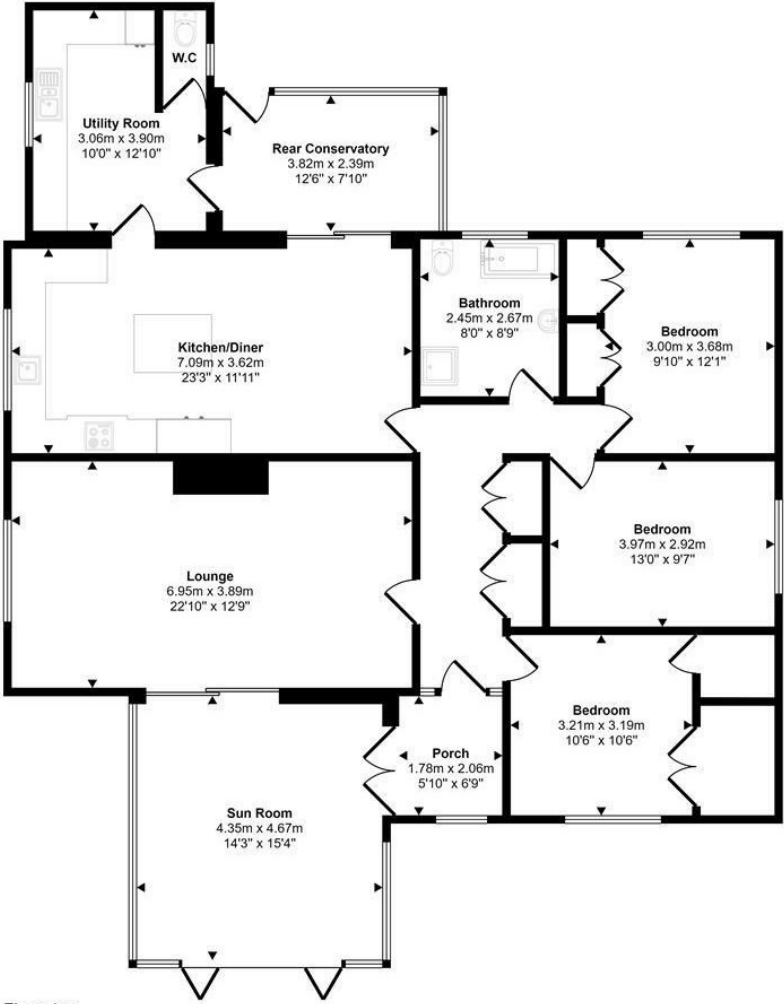 W.C
Utility Room
3.06m x 3.90m
10'0" x 12'10"
Rear Conservatory
3.82m x 2.39m
12'6" x 7'10"
Bathroom
2.45m x 2.67m
8'0" x 8'9"
Bedroom
3.00m x 3.68m
9'10" x 12'1"
Kitchen/Diner
7.09m x 3.62m
23'3" x 11'11"
Bedroom
3.97m x 2.92m
13'0" x 9'7"
Lounge
6.95m x 3.89m
22'10" x 12'9"
Bedroom
3.21m x 3.19m
10'6" x 10'6"
Porch
1.78m x 2.06m
5'10" x 6'9"
Sun Room
4.35m x 4.67m
14'3" x 15'4"